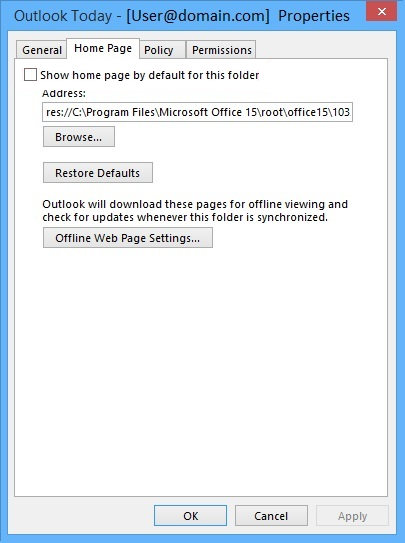 Outlook Today - [User@domain.com] Properties
General Home Page Policy Permissions
Show home page by default for this folder
Address:
res://C:\Program Files\Microsoft Office 15\root\office15\103
Browse...
Restore Defaults
Outlook will download these pages for offline viewing and
check for updates whenever this folder is synchronized.
Offline Web Page Settings...
OK Cancel Apply